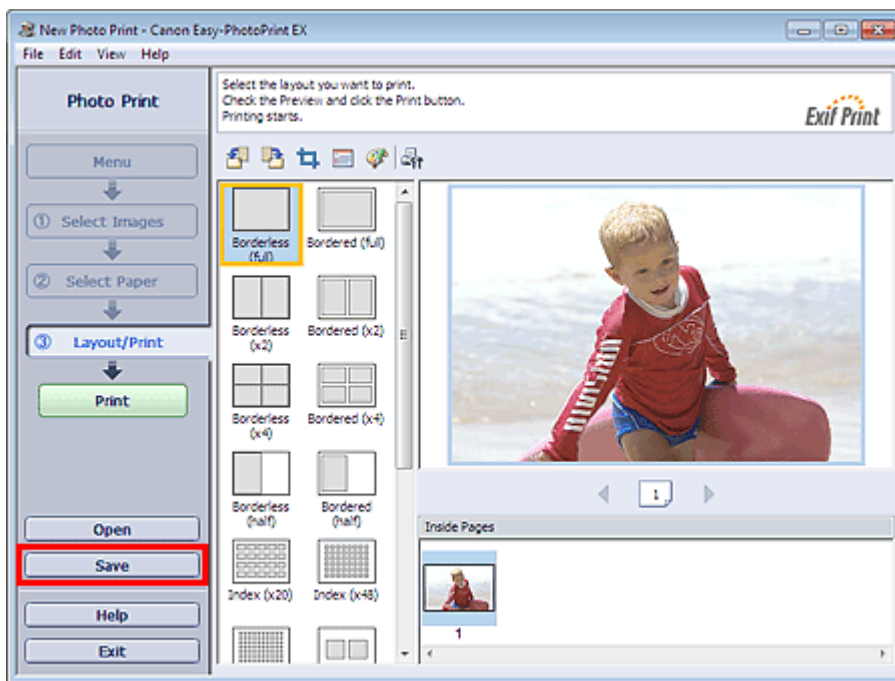 New Photo Print - Canon Easy-PhotoPrint EX
File Edit View Help
Photo Print
Select the layout you want to print.
Check the Preview and click the Print button.
Printing starts.
Exif Print
Menu
① Select Images
② Select Paper
③ Layout/Print
Print
Open
Save
Help
Exit
Borderless (full)
Bordered (full)
Borderless (x2)
Bordered (x2)
Borderless (x4)
Bordered (x4)
Borderless (half)
Bordered (half)
Index (x20)
Index (x48)
1
Inside Pages
1